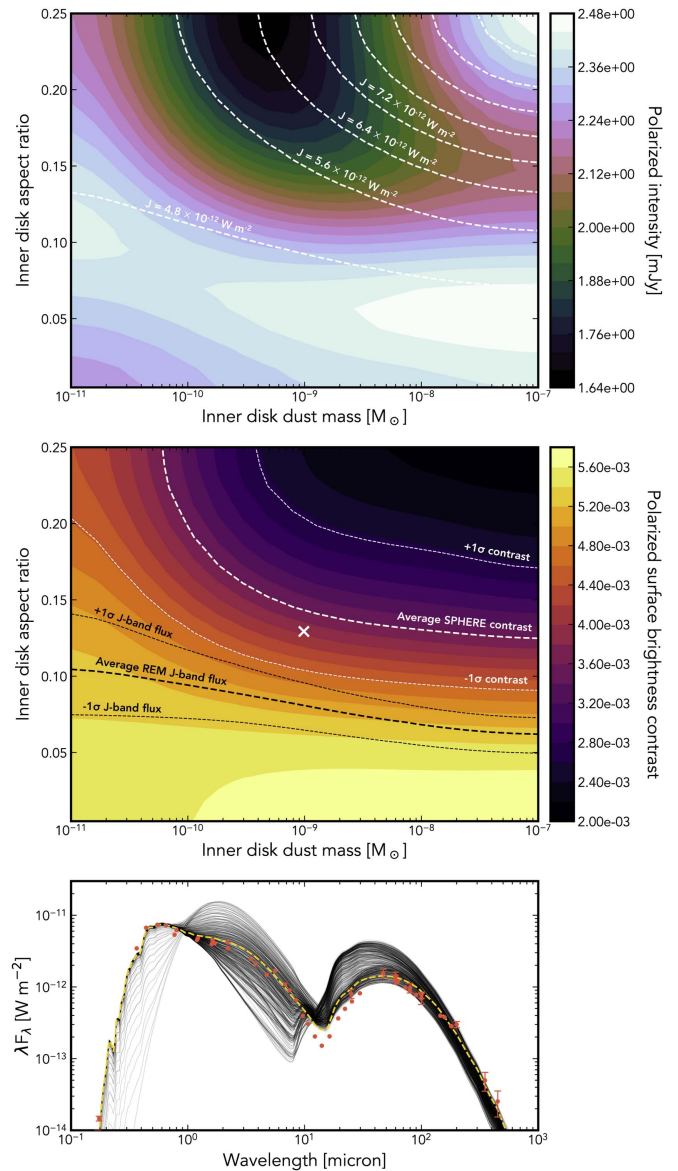 0.25
0.20
0.15
0.10
0.05
Inner disk aspect ratio
J = 7.2 × 10⁻¹² W m⁻²
J = 6.4 × 10⁻¹² W m⁻²
J = 5.6 × 10⁻¹² W m⁻²
J = 4.8 × 10⁻¹² W m⁻²
10⁻¹¹ 10⁻¹⁰ 10⁻⁹ 10⁻⁸ 10⁻⁷
Inner disk dust mass [M☉]
2.48e+00
2.36e+00
2.24e+00
2.12e+00
2.00e+00
1.88e+00
1.76e+00
1.64e+00
Polarized intensity [mJy]
0.25
0.20
0.15
0.10
0.05
Inner disk aspect ratio
+1σ contrast
Average SPHERE contrast
+1σ J-band flux
Average REM J-band flux
-1σ contrast
-1σ J-band flux
10⁻¹¹ 10⁻¹⁰ 10⁻⁹ 10⁻⁸ 10⁻⁷
Inner disk dust mass [M☉]
5.60e-03
5.20e-03
4.80e-03
4.40e-03
4.00e-03
3.60e-03
3.20e-03
2.80e-03
2.40e-03
2.00e-03
Polarized surface brightness contrast
10⁻¹¹
10⁻¹²
10⁻¹³
10⁻¹⁴
λFλ [W m⁻²]
10⁻¹ 10⁰ 10¹ 10² 10³
Wavelength [micron]